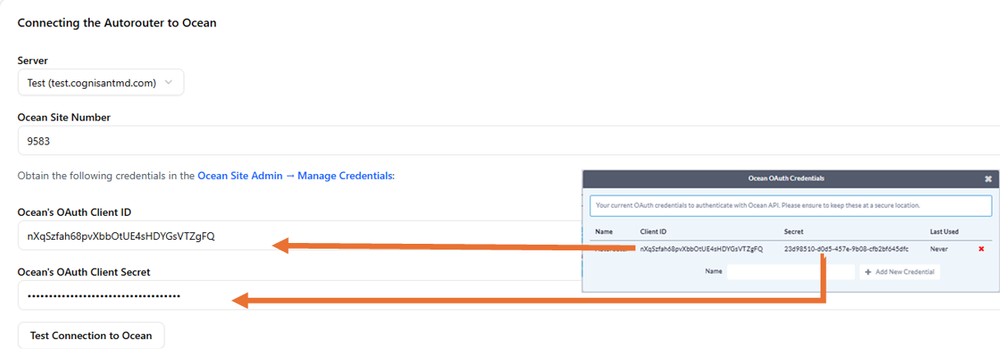 Connecting the Autorouter to Ocean
Server
Test (test.cognisantmd.com)
Ocean Site Number
9583
Obtain the following credentials in the Ocean Site Admin → Manage Credentials:
Ocean's OAuth Client ID
nXqSzfah68pvXbbOtUE4sHDYGsVTZgFQ
Ocean's OAuth Client Secret
••••••••••••••••••••••••••••••••••••
Test Connection to Ocean
Ocean OAuth Credentials
Your current OAuth credentials to authenticate with Ocean API. Please ensure to keep these at a secure location.
Name Client ID Secret Last Used
nXqSzfah68pvXbbOtUE4sHDYGsVTZgFQ 23d98510-d0d5-457e-9b08-cfb2bf645dfc Never
Name + Add New Credential